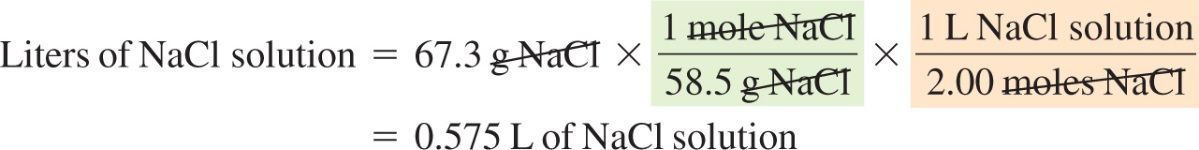 Liters of NaCl solution = 67.3 g NaCl × 1 mole NaCl / 58.5 g NaCl × 1 L NaCl solution / 2.00 moles NaCl
= 0.575 L of NaCl solution